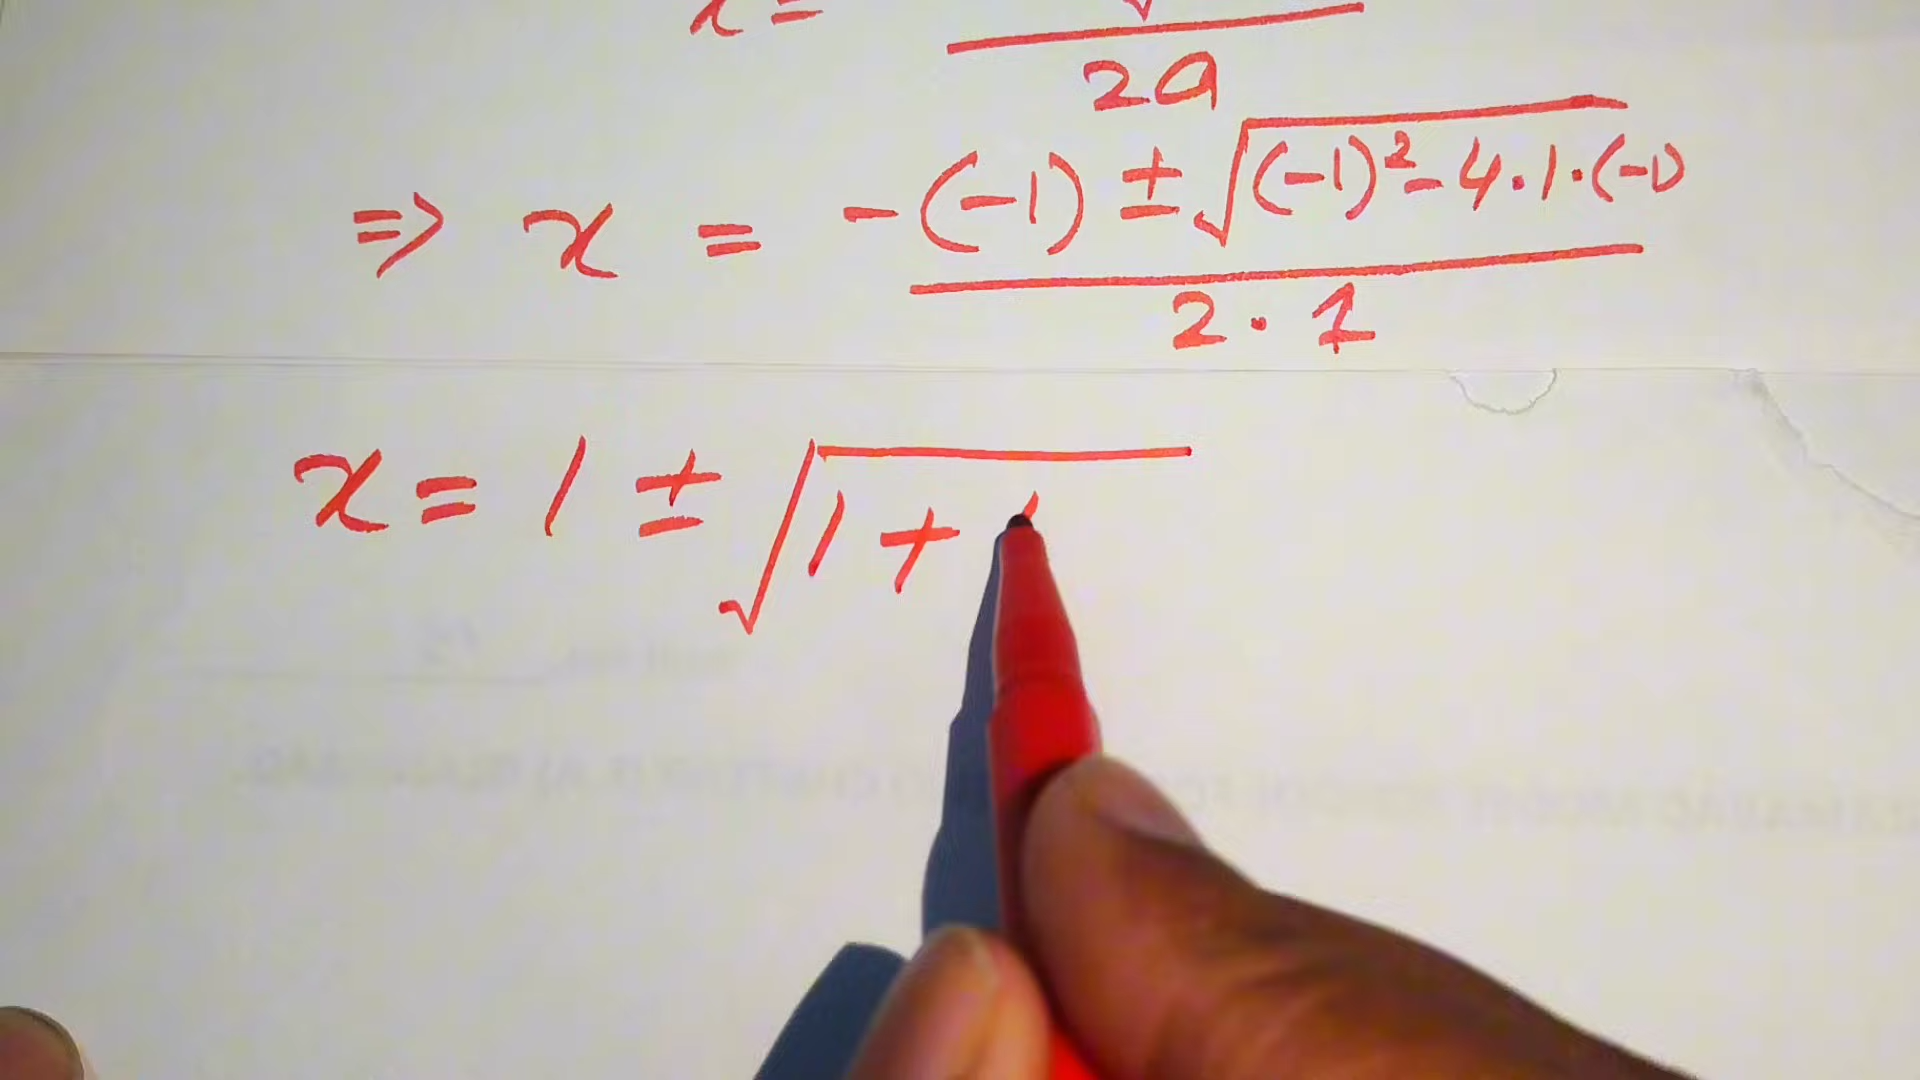 x =
2a
=> x = -(-1) ± √(-1)² - 4·1·(-1)
2·1
x = 1 ± √1 +